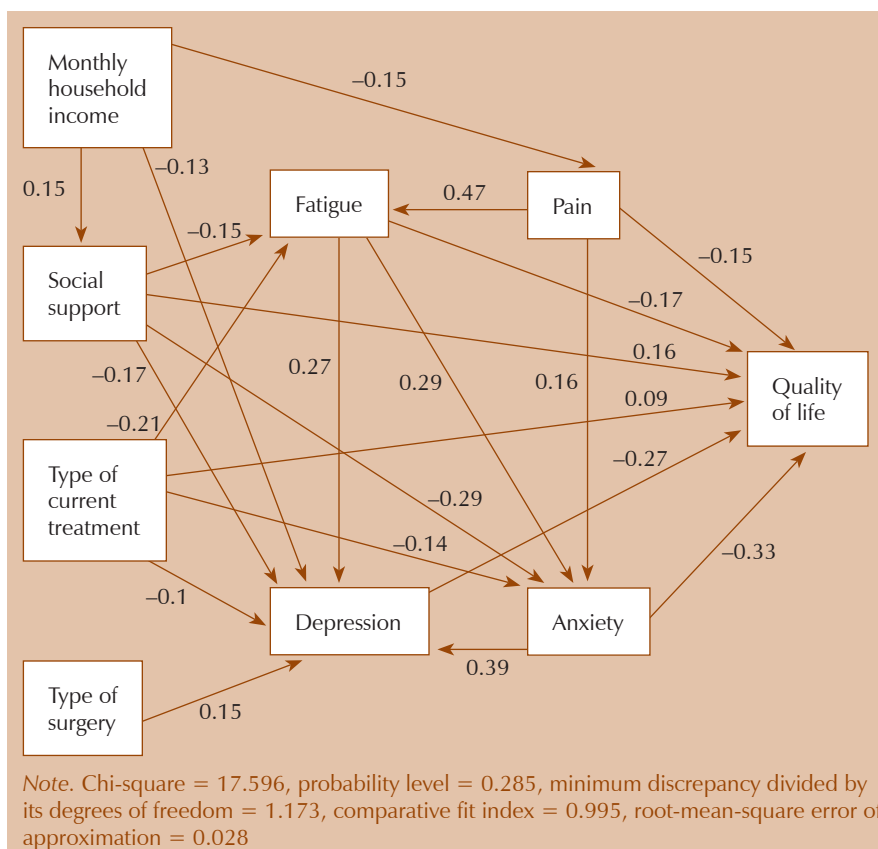 Monthly
household
income
–0.15
–0.13
0.15
Fatigue
0.47
Pain
–0.15
–0.15
Social
support
–0.17
0.16
–0.17
0.27
0.29
0.16
0.09
Quality
of life
–0.21
Type of
current
treatment
–0.27
–0.29
–0.14
–0.33
–0.1
Depression
Anxiety
0.39
Type of
surgery
0.15
Note. Chi-square = 17.596, probability level = 0.285, minimum discrepancy divided by
its degrees of freedom = 1.173, comparative fit index = 0.995, root-mean-square error of
approximation = 0.028